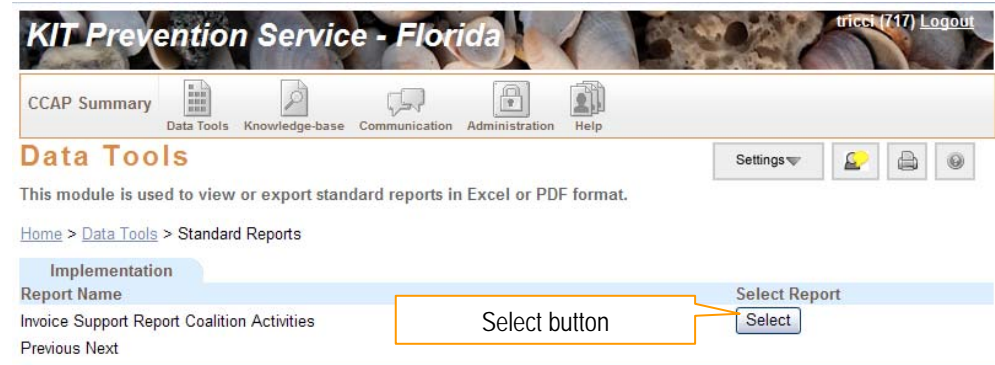 KIT Prevention Service - Florida
tricci (717) Logout
CCAP Summary
Data Tools
Knowledge-base
Communication
Administration
Help
Data Tools
Settings
This module is used to view or export standard reports in Excel or PDF format.
Home > Data Tools > Standard Reports
Implementation
Report Name
Select Report
Invoice Support Report Coalition Activities
Select button
Select
Previous Next